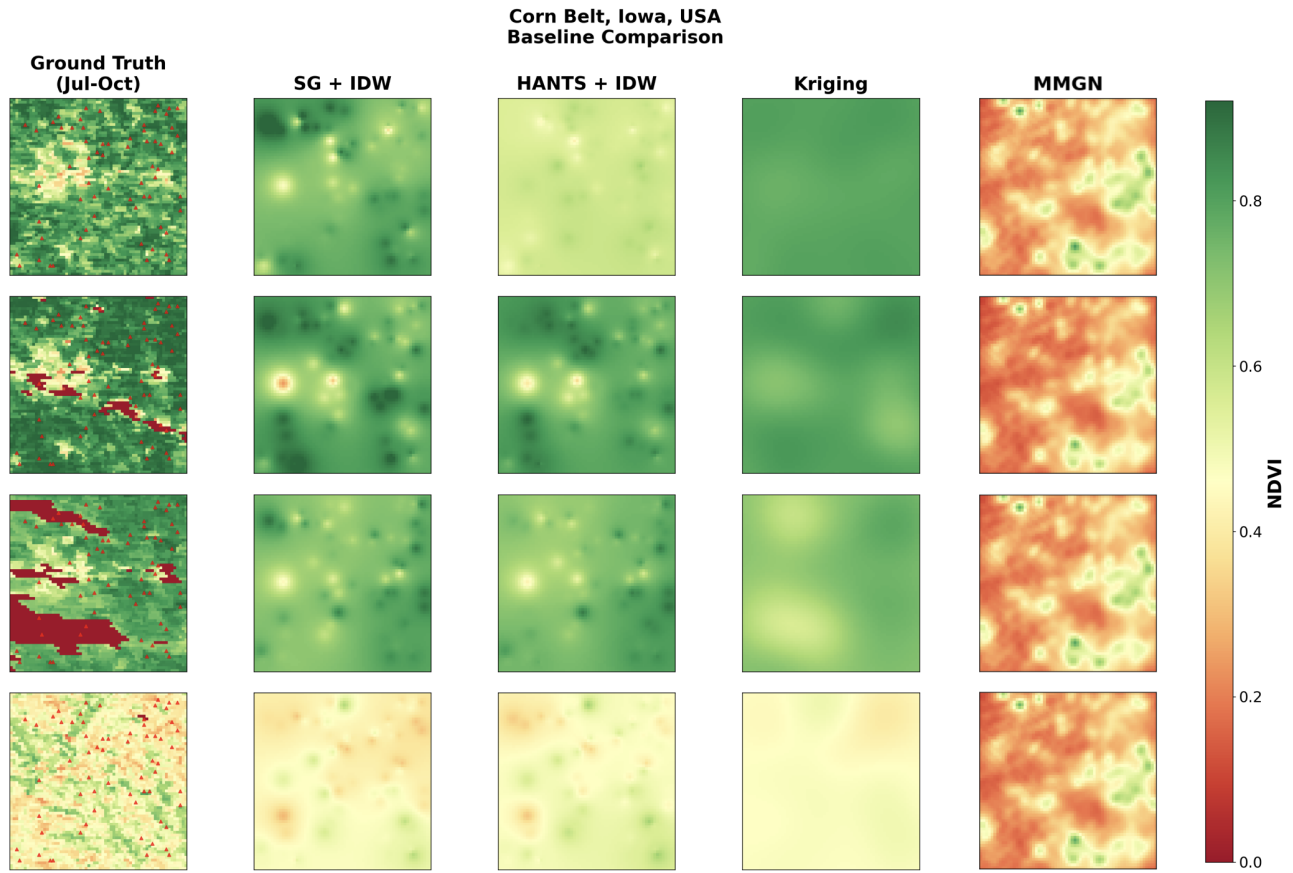 Corn Belt, Iowa, USA
Baseline Comparison
Ground Truth
(Jul-Oct)
SG + IDW
HANTS + IDW
Kriging
MMGN
0.8
0.6
0.4
0.2
0.0
NDVI